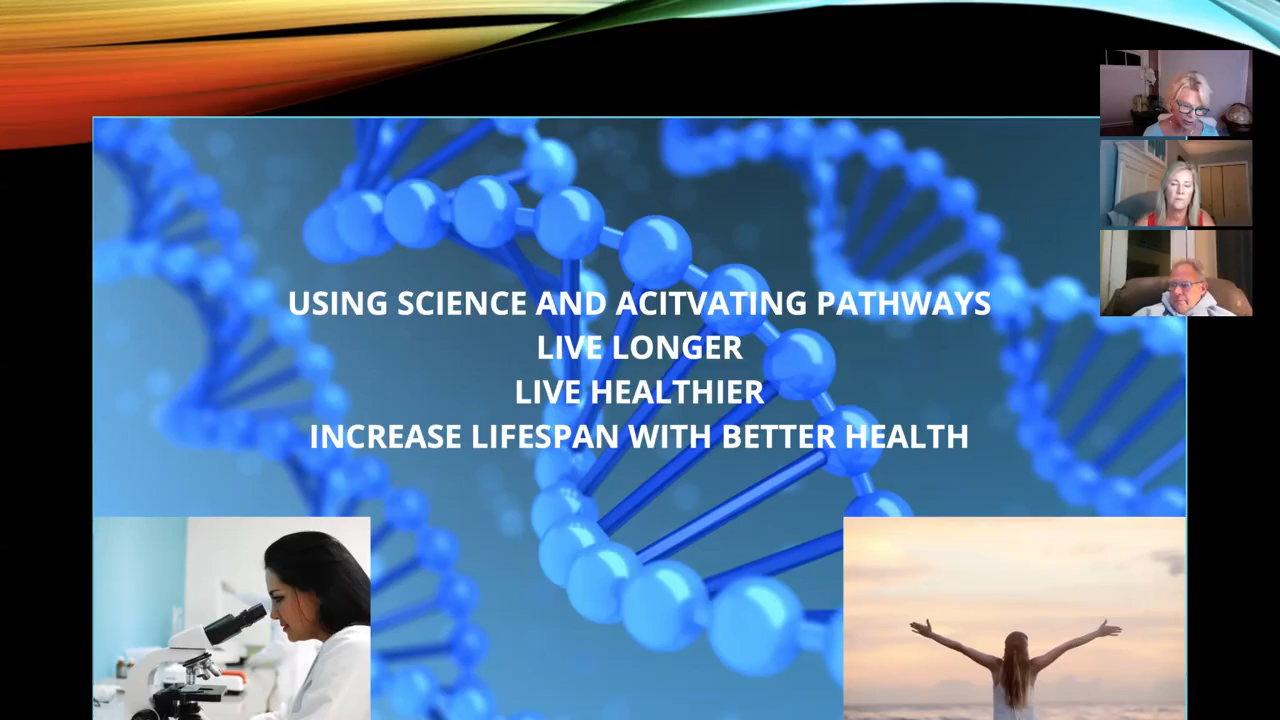 USING SCIENCE AND ACITVATING PATHWAYS
LIVE LONGER
LIVE HEALTHIER
INCREASE LIFESPAN WITH BETTER HEALTH